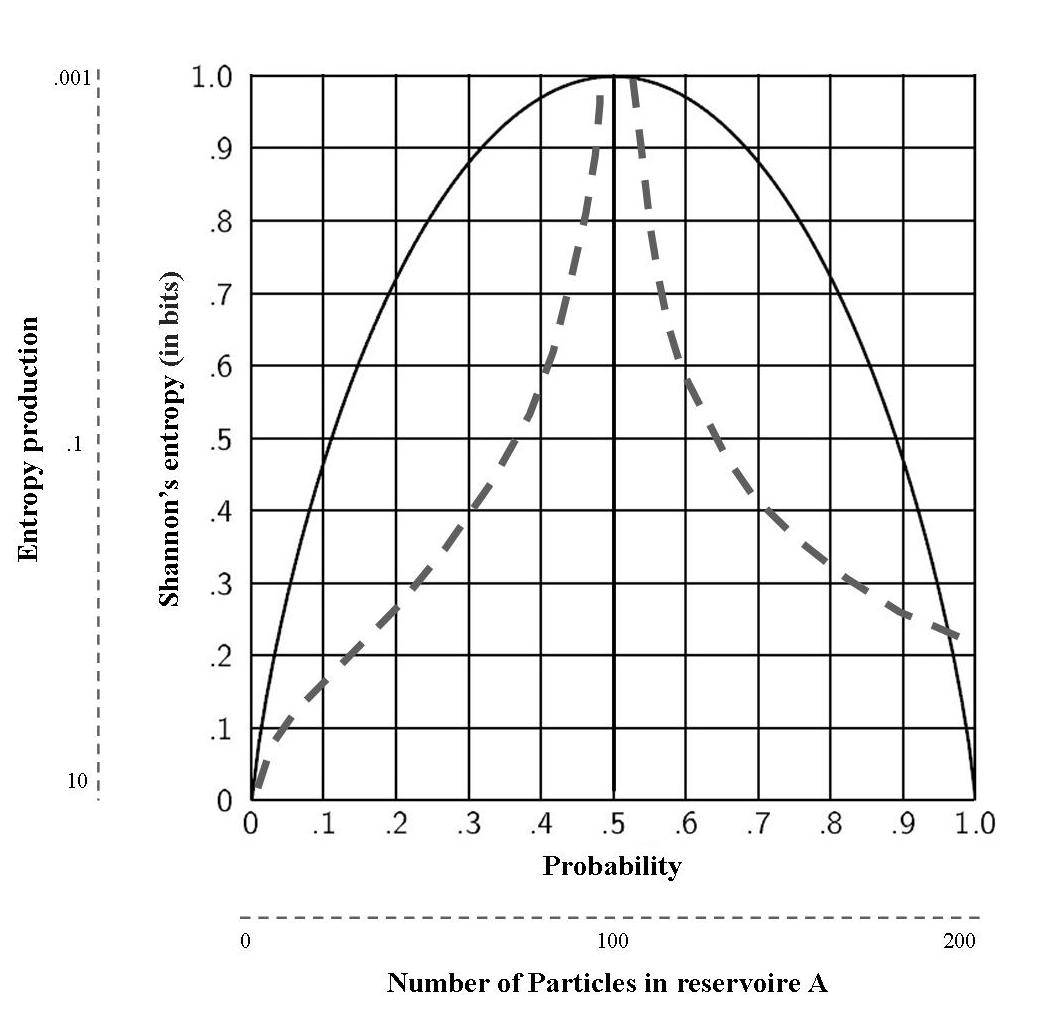 Entropy production
.001
.1
10
Shannon's entropy (in bits)
1.0
.9
.8
.7
.6
.5
.4
.3
.2
.1
0
0 .1 .2 .3 .4 .5 .6 .7 .8 .9 1.0
Probability
0 100 200
Number of Particles in reservoire A